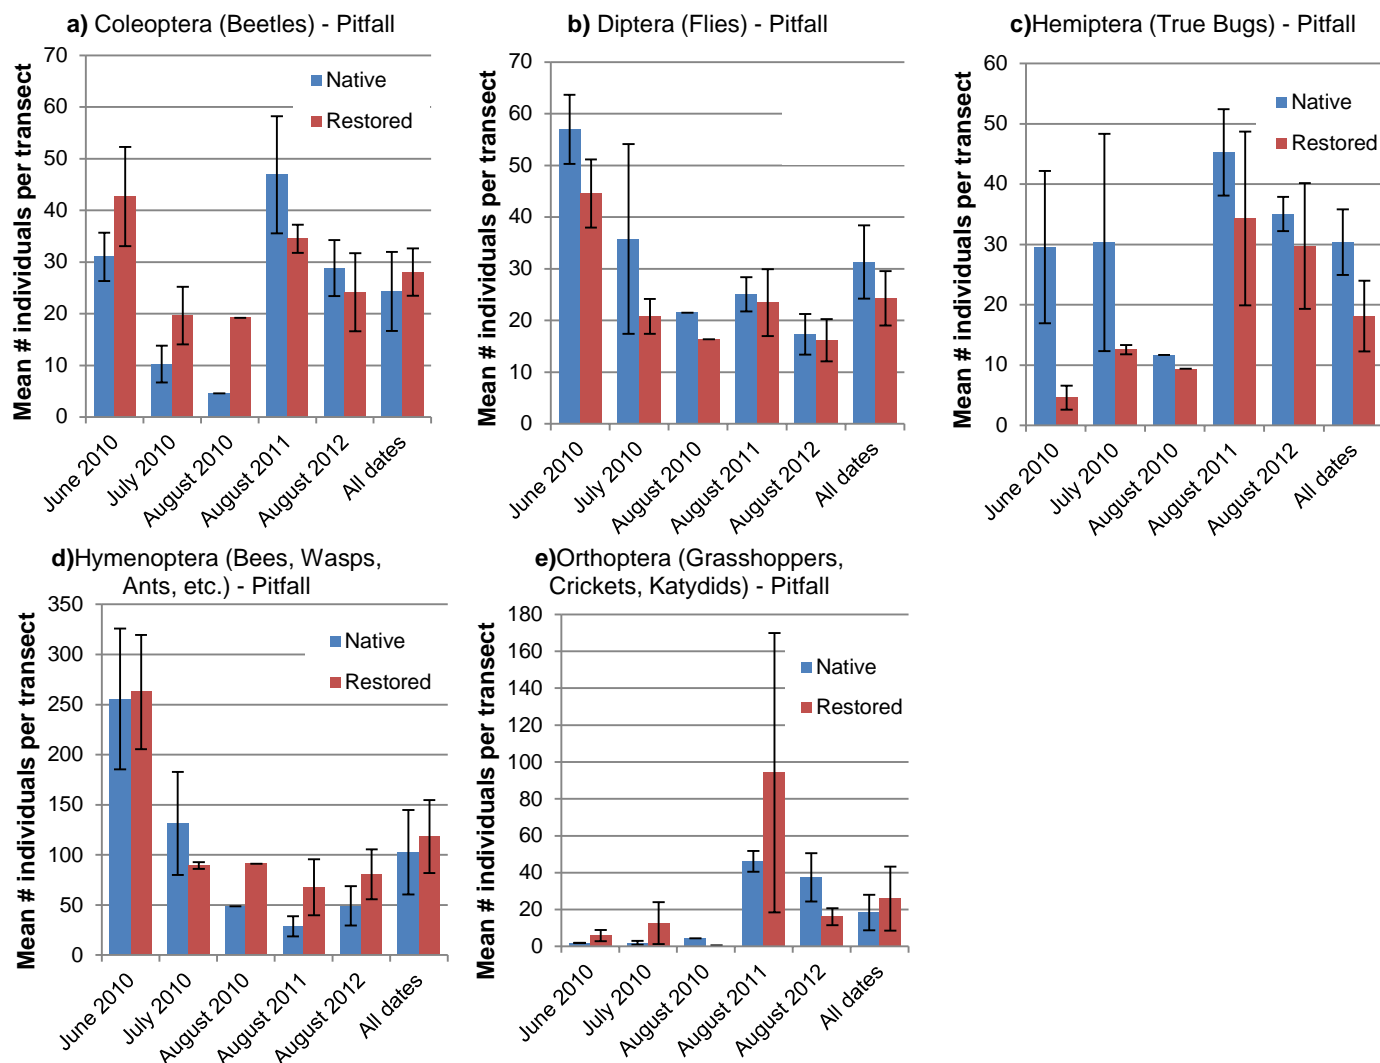 a) Coleoptera (Beetles) - Pitfall
Mean # individuals per transect
70
60
50
40
30
20
10
0
Native
Restored
June 2010
July 2010
August 2010
August 2011
August 2012
All dates
b) Diptera (Flies) - Pitfall
Mean # individuals per transect
70
60
50
40
30
20
10
0
June 2010
July 2010
August 2010
August 2011
August 2012
All dates
c)Hemiptera (True Bugs) - Pitfall
Mean # individuals per transect
60
50
40
30
20
10
0
Native
Restored
June 2010
July 2010
August 2010
August 2011
August 2012
All dates
d)Hymenoptera (Bees, Wasps,
Ants, etc.) - Pitfall
Mean # individuals per transect
350
300
250
200
150
100
50
0
Native
Restored
June 2010
July 2010
August 2010
August 2011
August 2012
All dates
e)Orthoptera (Grasshoppers,
Crickets, Katydids) - Pitfall
Mean # individuals per transect
180
160
140
120
100
80
60
40
20
0
Native
Restored
June 2010
July 2010
August 2010
August 2011
August 2012
All dates